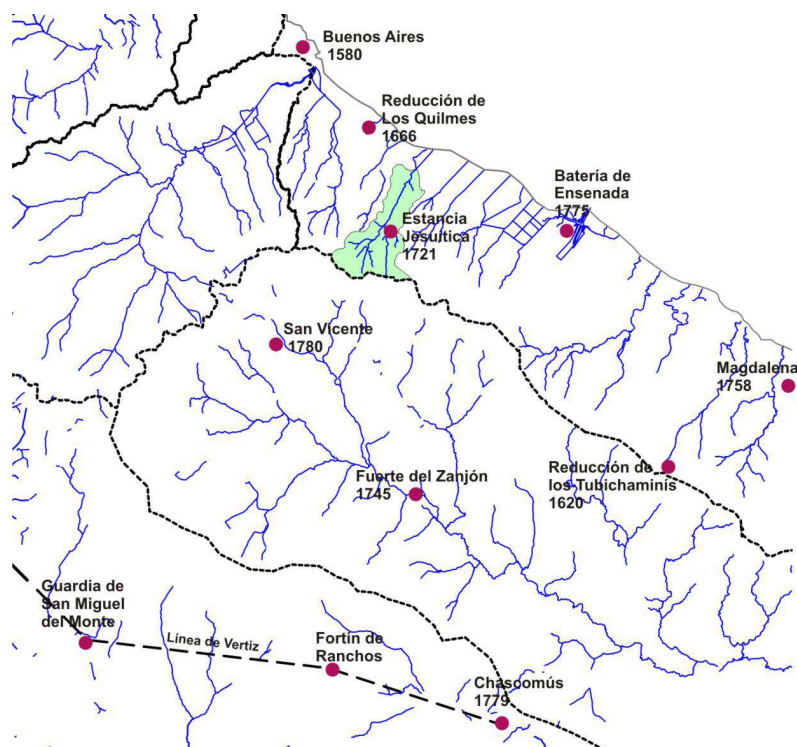 Buenos Aires
1580
Reducción de
Los Quilmes
1666
Batería de
Ensenada
1775
Estancia
Jesuítica
1721
San Vicente
1780
Magdalena
1758
Fuerte del Zanjón
1745
Reducción de
los Tubichaminis
1620
Guardia de
San Miguel
del Monte
Línea de Vertiz
Fortín de
Ranchos
Chascomús
1779